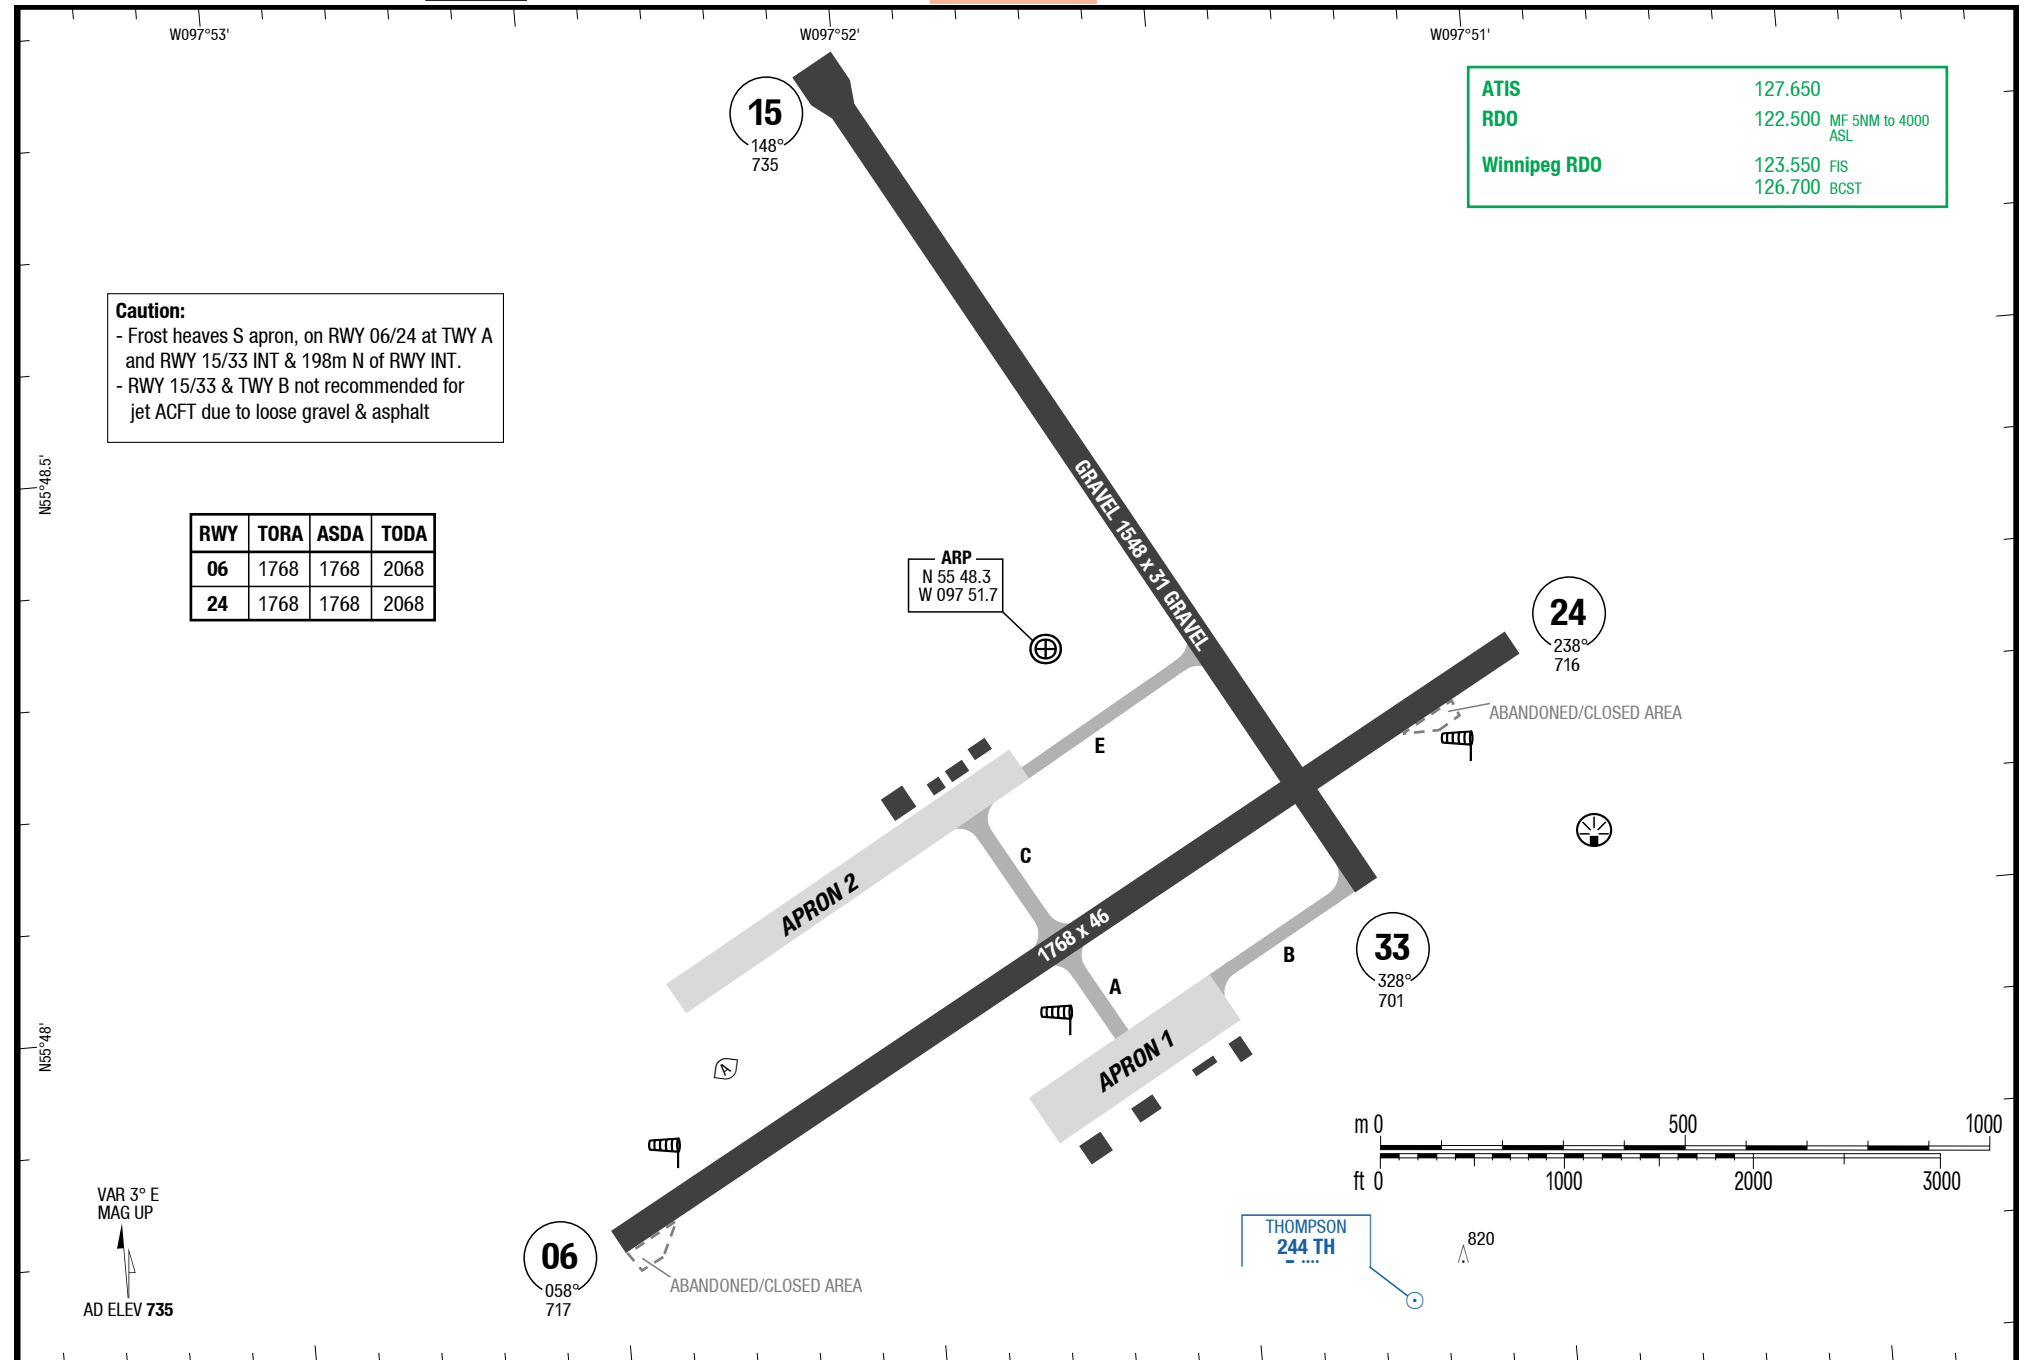 W097°53'
W097°52'
W097°51'
15
148°
735
ATIS 127.650
RDO 122.500 MF 5NM to 4000
ASL
Winnipeg RDO 123.550 FIS
126.700 BCST
Caution:
- Frost heaves S apron, on RWY 06/24 at TWY A
and RWY 15/33 INT & 198m N of RWY INT.
- RWY 15/33 & TWY B not recommended for
jet ACFT due to loose gravel & asphalt
N55°48.5'
RWY TORA ASDA TODA
06 1768 1768 2068
24 1768 1768 2068
GRAVEL 1548 x 31 GRAVEL
ARP
N 55 48.3
W 097 51.7
24
238°
716
ABANDONED/CLOSED AREA
E
C
APRON 2
1768 x 46
B
33
328°
701
A
APRON 1
N55°48'
A
m 0 500 1000
ft 0 1000 2000 3000
VAR 3° E
MAG UP
AD ELEV 735
06
058°
717
ABANDONED/CLOSED AREA
THOMPSON
244 TH
820